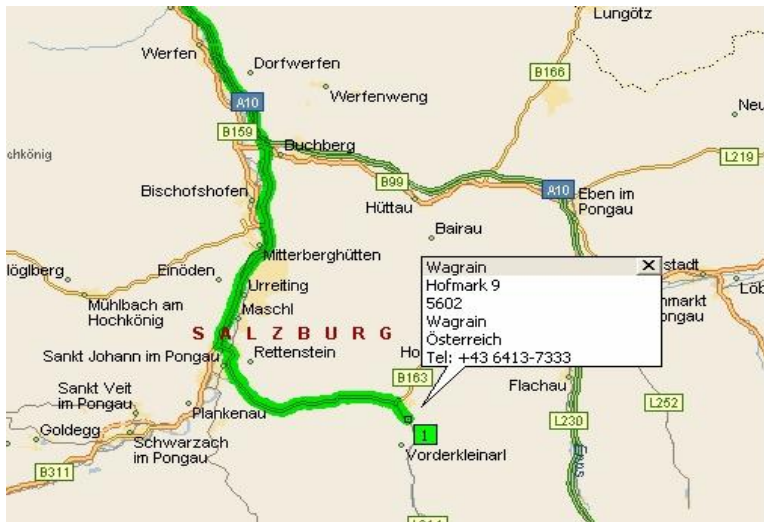 Lungötz
Werfen
Dorfwerfen
B166
Werfenweng
A10
Neu
B159
chkönig
Buchberg
L219
B99
A10
Eben im
Pongau
Bischofshofen
Hüttau
Bairau
Mitterberghütten
löglberg
Einöden
Wagrain
Hofmark 9
5602
Wagrain
Österreich
Tel: +43 6413-7333
stadt
Löb
nmarkt
ongau
Mühlbach am
Hochkönig
Urreiting
Maschl
SALZBURG
Sankt Johann im Pongau
Rettenstein
Ho
B163
Flachau
Sankt Veit
im Pongau
Plankenau
L252
Goldegg
Schwarzach
im Pongau
1
L230
Vorderkleinarl
Enns
B311